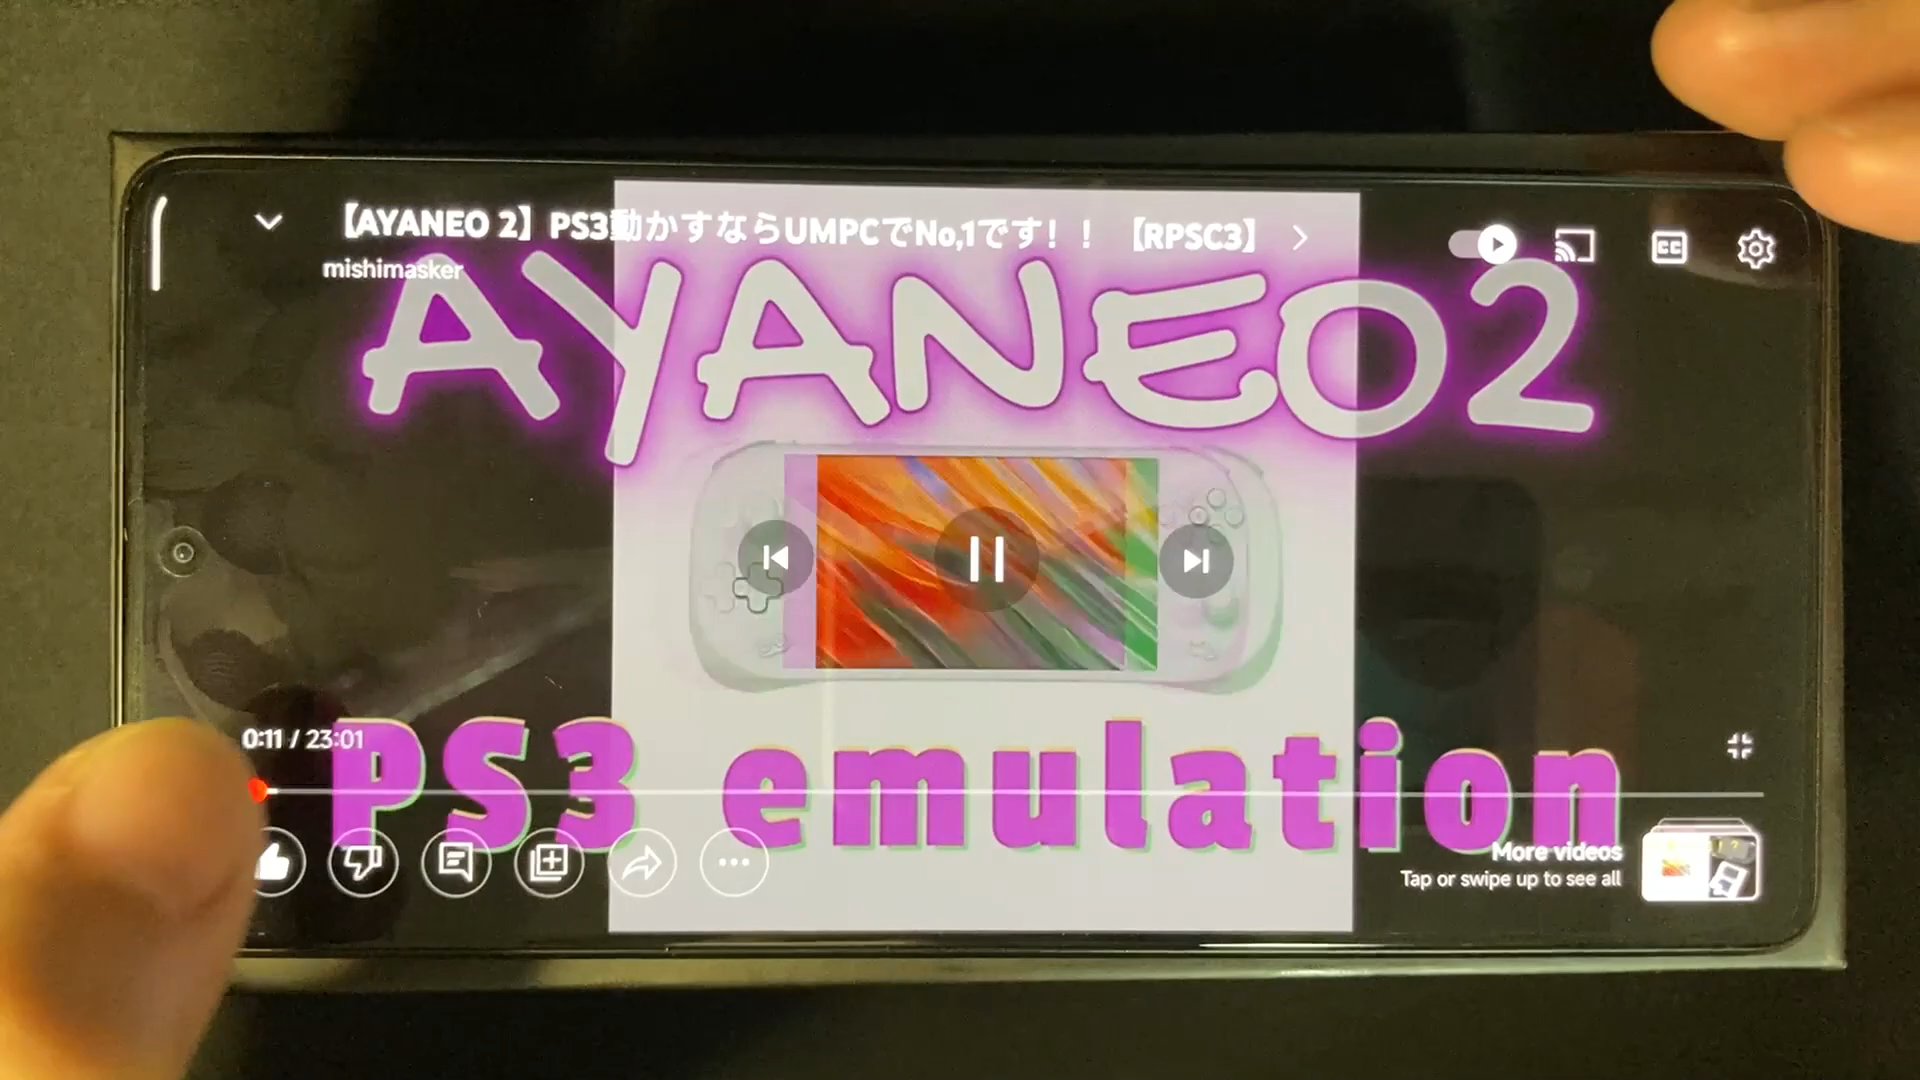 【AYANEO 2】PS3動かすならUMPCでNo,1です！！ 【RPSC3】
mishimasker
CC
AYANEO2
0:11 / 23:01
PS3 emulation
More videos
Tap or swipe up to see all